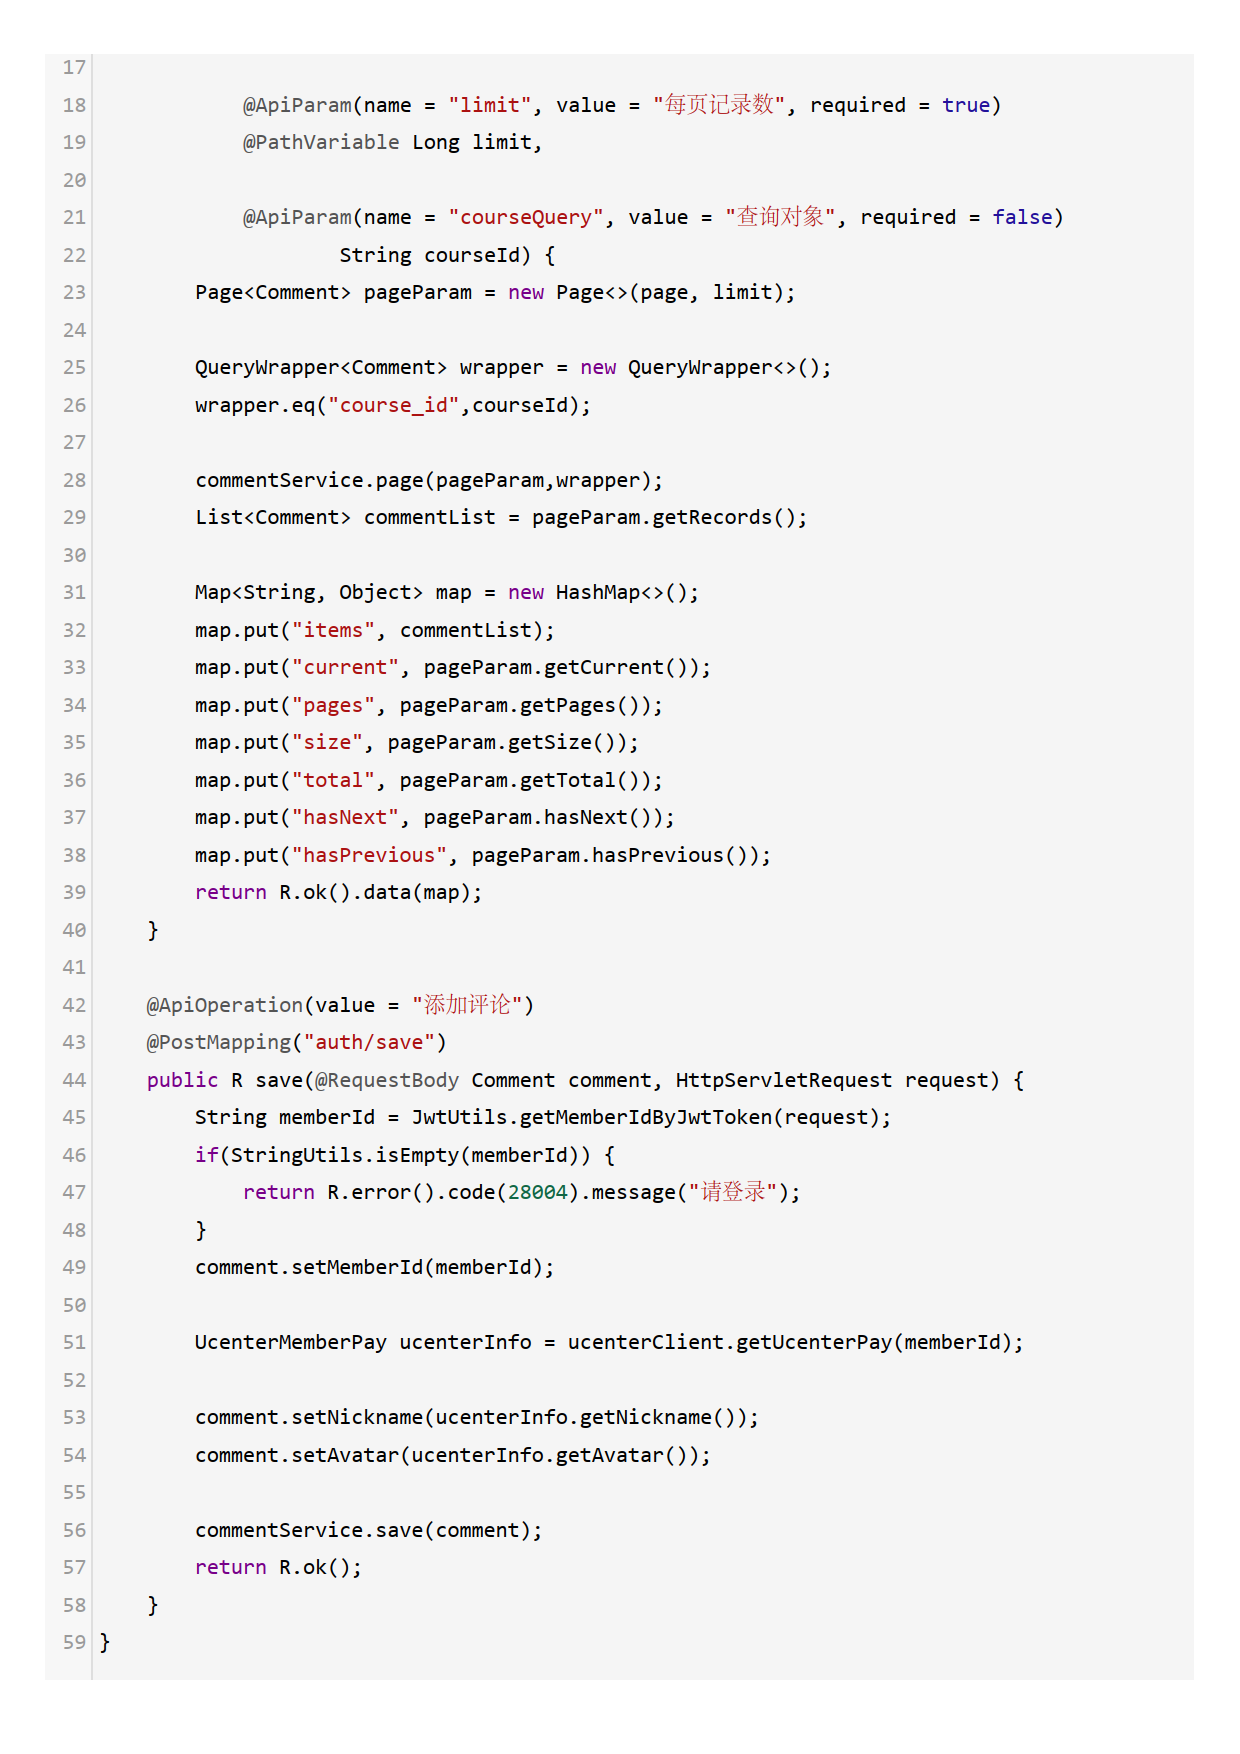 17
18 @ApiParam(name = "limit", value = "每页记录数", required = true)
19 @PathVariable Long limit,
20
21 @ApiParam(name = "courseQuery", value = "查询对象", required = false)
22 String courseId) {
23 Page<Comment> pageParam = new Page<>(page, limit);
24
25 QueryWrapper<Comment> wrapper = new QueryWrapper<>();
26 wrapper.eq("course_id",courseId);
27
28 commentService.page(pageParam,wrapper);
29 List<Comment> commentList = pageParam.getRecords();
30
31 Map<String, Object> map = new HashMap<>();
32 map.put("items", commentList);
33 map.put("current", pageParam.getCurrent());
34 map.put("pages", pageParam.getPages());
35 map.put("size", pageParam.getSize());
36 map.put("total", pageParam.getTotal());
37 map.put("hasNext", pageParam.hasNext());
38 map.put("hasPrevious", pageParam.hasPrevious());
39 return R.ok().data(map);
40 }
41
42 @ApiOperation(value = "添加评论")
43 @PostMapping("auth/save")
44 public R save(@RequestBody Comment comment, HttpServletRequest request) {
45 String memberId = JwtUtils.getMemberIdByJwtToken(request);
46 if(StringUtils.isEmpty(memberId)) {
47 return R.error().code(28004).message("请登录");
48 }
49 comment.setMemberId(memberId);
50
51 UcenterMemberPay ucenterInfo = ucenterClient.getUcenterPay(memberId);
52
53 comment.setNickname(ucenterInfo.getNickname());
54 comment.setAvatar(ucenterInfo.getAvatar());
55
56 commentService.save(comment);
57 return R.ok();
58 }
59 }